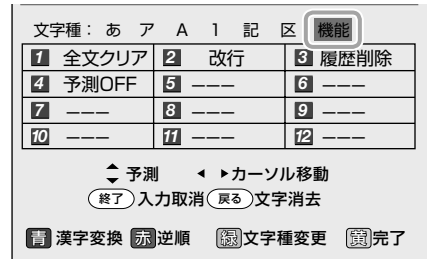 文字種： あ ア A 1 記 区 機能
1 全文クリア 2 改行 3 履歴削除
4 予測OFF 5 −−− 6 −−−
7 −−− 8 −−− 9 −−−
10 −−− 11 −−− 12 −−−
予測 カーソル移動
終了 入力取消 戻る 文字消去
青 漢字変換 赤 逆順 緑 文字種変更 黄 完了